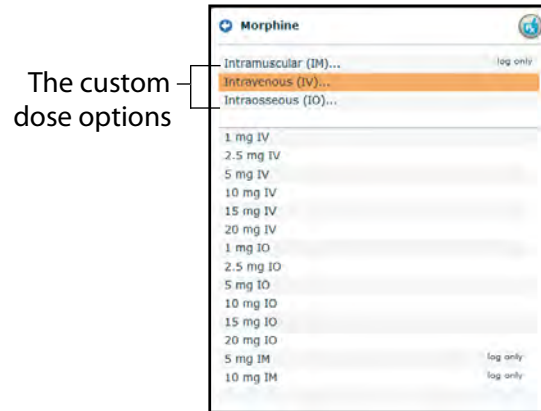 Morphine
The custom
dose options
Intramuscular (IM)... log only
Intravenous (IV)...
Intraosseous (IO)...
1 mg IV
2.5 mg IV
5 mg IV
10 mg IV
15 mg IV
20 mg IV
1 mg IO
2.5 mg IO
5 mg IO
10 mg IO
15 mg IO
20 mg IO
5 mg IM log only
10 mg IM log only